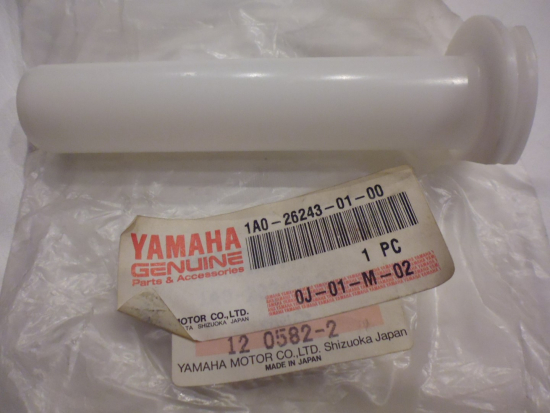 1A0-26243-01-00
YAMAHA
GENUINE
Parts & Accessories
1 PC
0J-01-M-02
MOTOR CO., LTD.
TA SHIZUOKA JAPAN
12 0582-2
YAMAHA MOTOR CO., LTD. Shizuoka Japan
MADE IN JAPAN